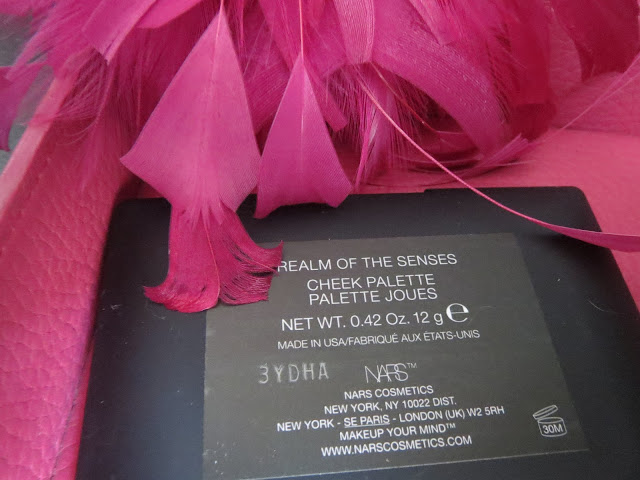 REALM OF THE SENSES
CHEEK PALETTE
PALETTE JOUES
NET WT. 0.42 Oz. 12 g ℮
MADE IN USA/FABRIQUÉ AUX ÉTATS-UNIS
3YDHA NARS™
NARS COSMETICS
NEW YORK, NY 10022 DIST.
NEW YORK - SE PARIS - LONDON (UK) W2 5RH
MAKEUP YOUR MIND™
WWW.NARSCOSMETICS.COM
30M